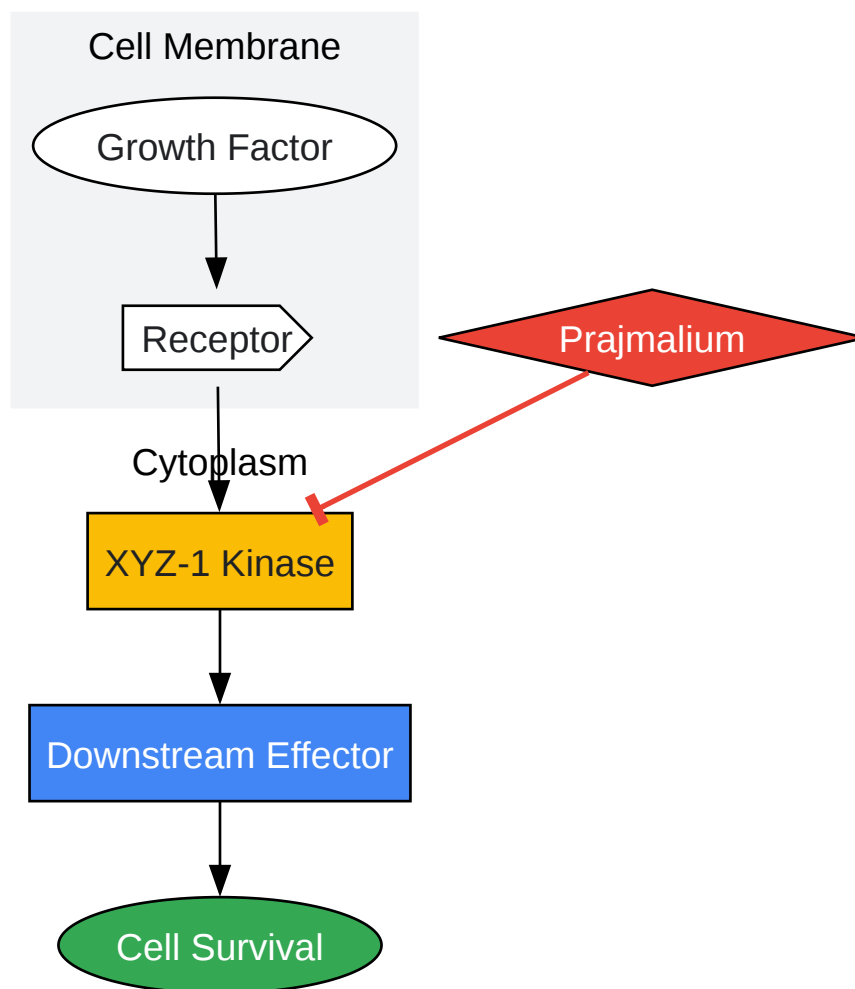 Cell Membrane
Growth Factor
Receptor
Prajmalium
Cytoplasm
XYZ-1 Kinase
Downstream Effector
Cell Survival